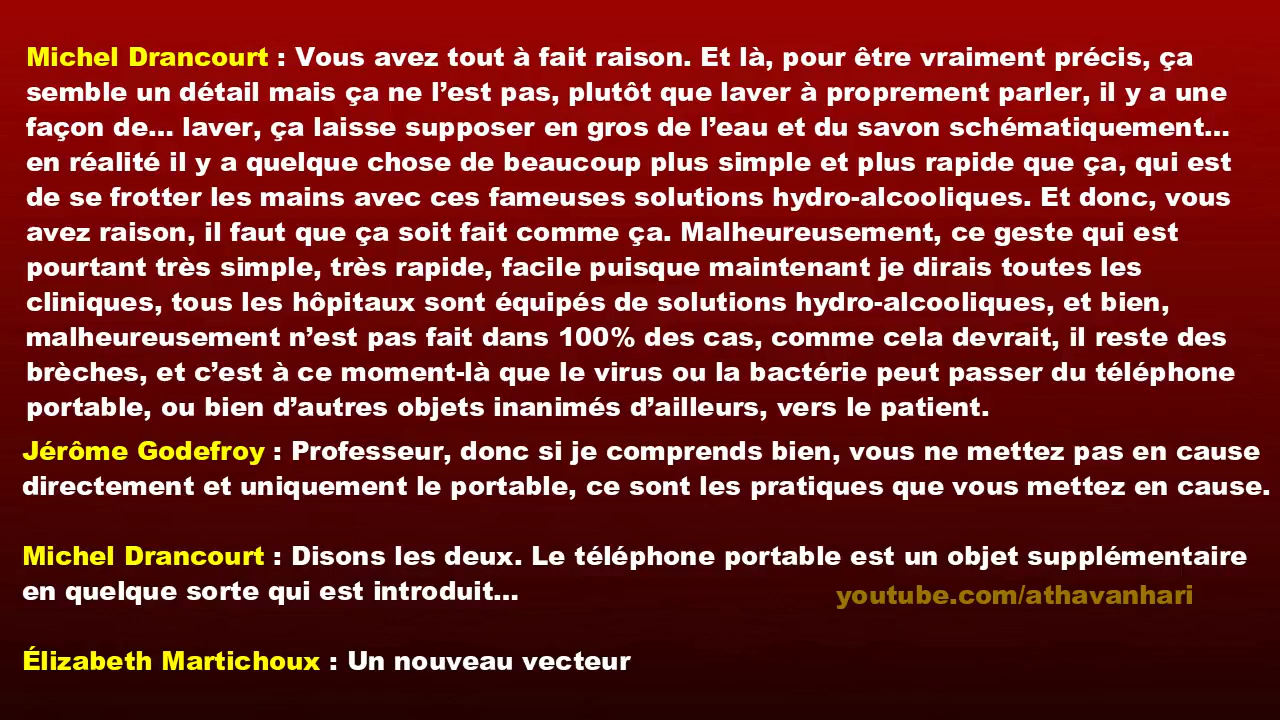 Michel Drancourt : Vous avez tout à fait raison. Et là, pour être vraiment précis, ça
semble un détail mais ça ne l’est pas, plutôt que laver à proprement parler, il y a une
façon de... laver, ça laisse supposer en gros de l’eau et du savon schématiquement...
en réalité il y a quelque chose de beaucoup plus simple et plus rapide que ça, qui est
de se frotter les mains avec ces fameuses solutions hydro-alcooliques. Et donc, vous
avez raison, il faut que ça soit fait comme ça. Malheureusement, ce geste qui est
pourtant très simple, très rapide, facile puisque maintenant je dirais toutes les
cliniques, tous les hôpitaux sont équipés de solutions hydro-alcooliques, et bien,
malheureusement n’est pas fait dans 100% des cas, comme cela devrait, il reste des
brèches, et c’est à ce moment-là que le virus ou la bactérie peut passer du téléphone
portable, ou bien d’autres objets inanimés d’ailleurs, vers le patient.
Jérôme Godefroy : Professeur, donc si je comprends bien, vous ne mettez pas en cause
directement et uniquement le portable, ce sont les pratiques que vous mettez en cause.
Michel Drancourt : Disons les deux. Le téléphone portable est un objet supplémentaire
en quelque sorte qui est introduit...
youtube.com/athavanhari
Élizabeth Martichoux : Un nouveau vecteur